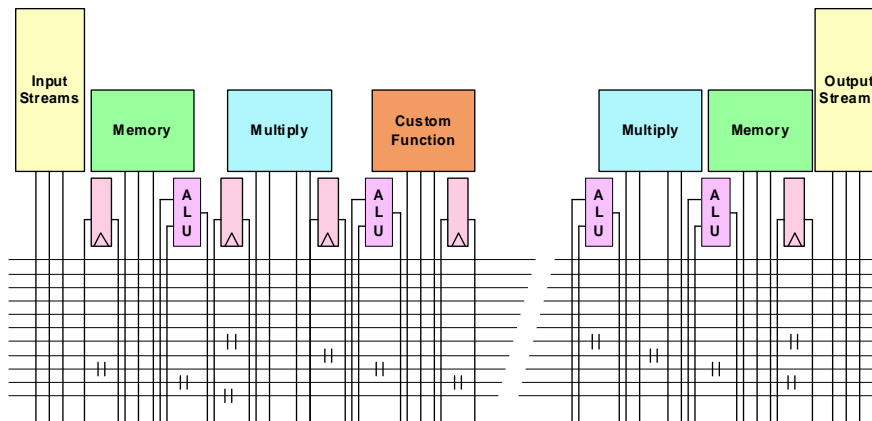 Input
Streams
Memory
Multiply
Custom
Function
Multiply
Memory
Output
Stream
A
L
U
A
L
U
A
L
U
A
L
U